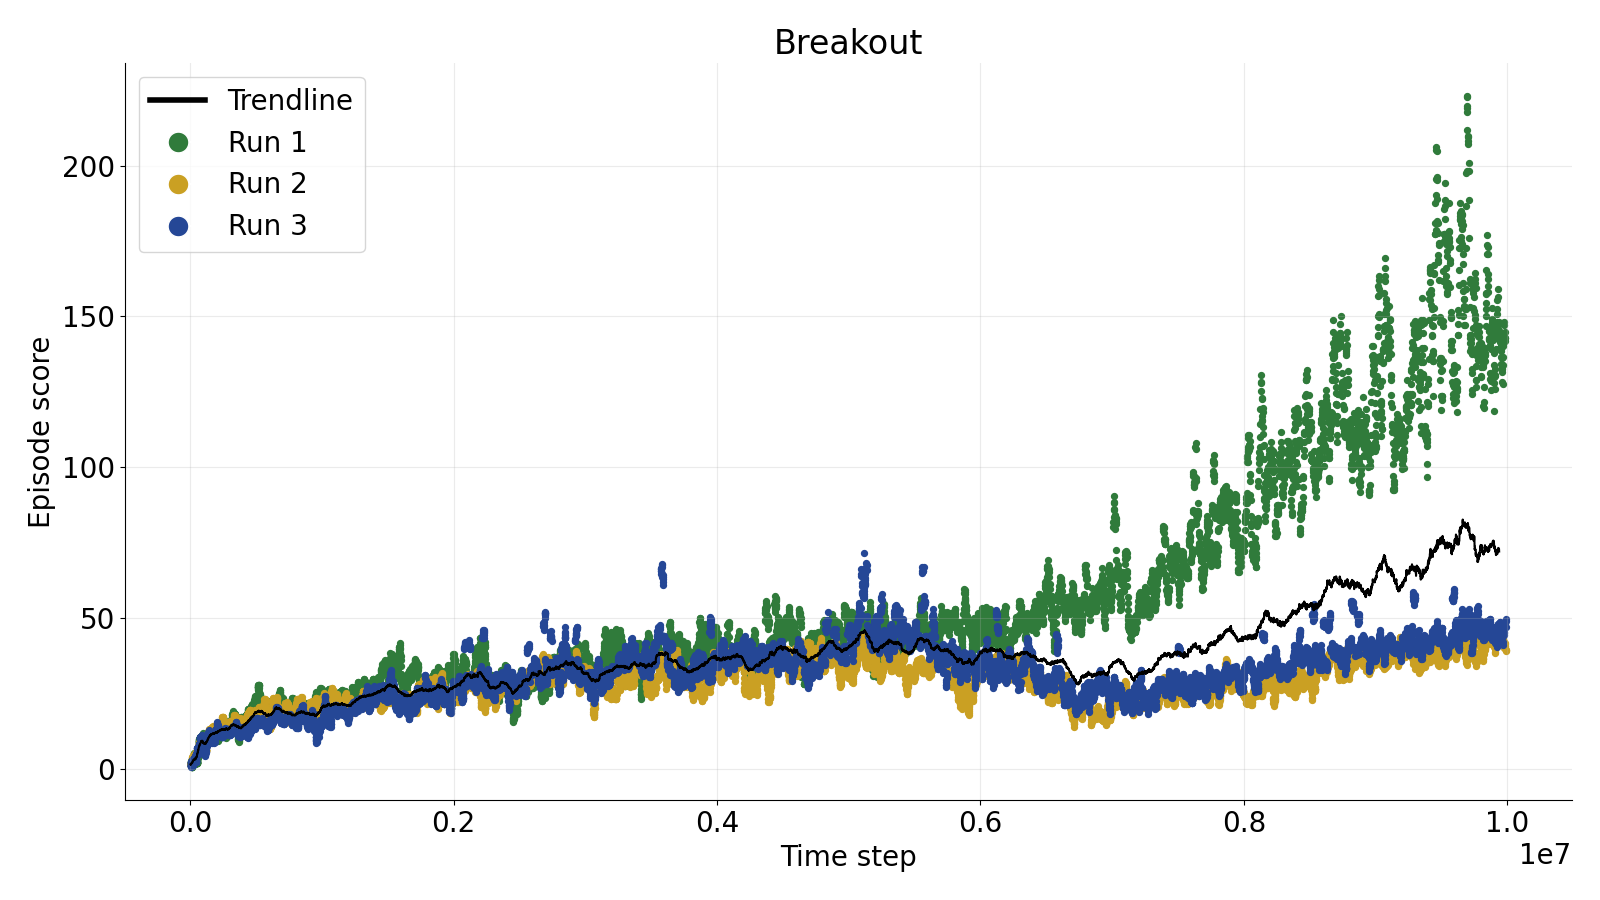 Breakout
Trendline
Run 1
Run 2
Run 3
Episode score
200
150
100
50
0
0.0 0.2 0.4 0.6 0.8 1.0
Time step
1e7